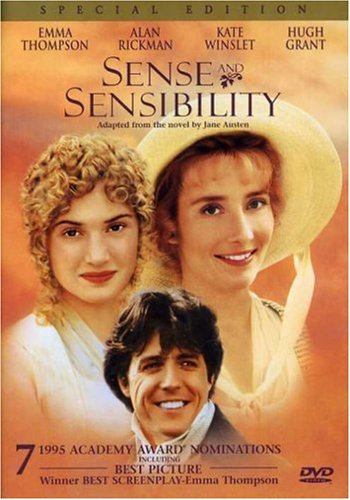 SPECIAL EDITION
EMMA THOMPSON
ALAN RICKMAN
KATE WINSLET
HUGH GRANT
SENSE AND
SENSIBILITY
Adapted from the novel by Jane Austen
7 1995 ACADEMY AWARD® NOMINATIONS
INCLUDING
BEST PICTURE
Winner BEST SCREENPLAY-Emma Thompson
DVD
VIDEO